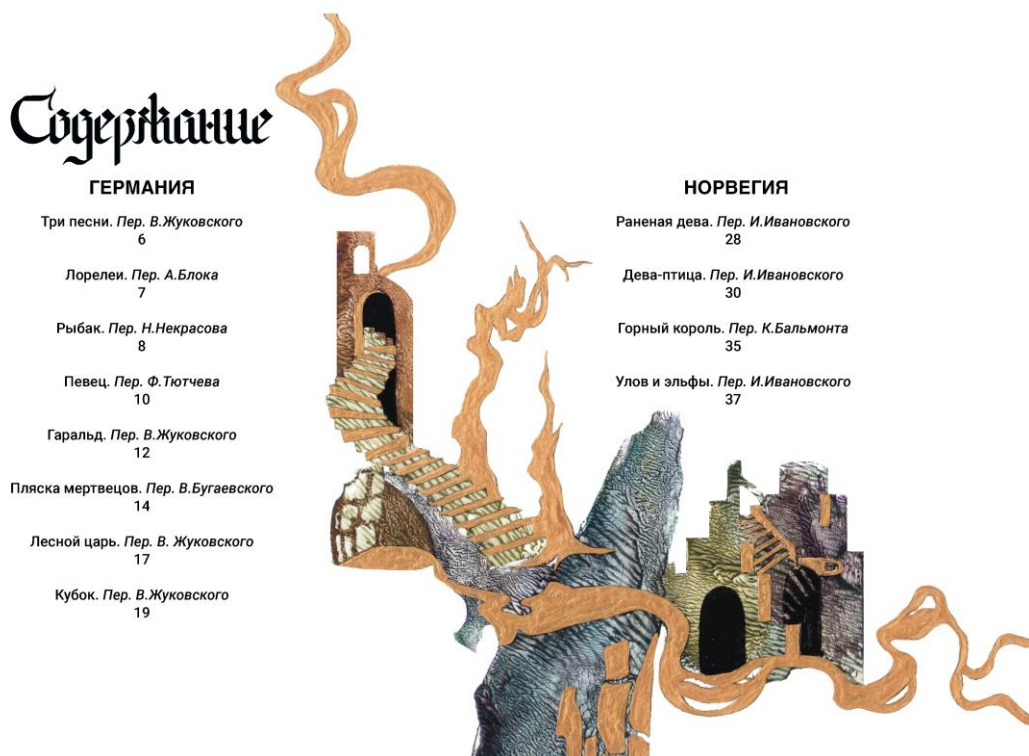 Содержание
ГЕРМАНИЯ
Три песни. Пер. В.Жуковского
6
Лорелеи. Пер. А.Блока
7
Рыбак. Пер. Н.Некрасова
8
Певец. Пер. Ф.Тютчева
10
Гаральд. Пер. В.Жуковского
12
Пляска мертвецов. Пер. В.Бугаевского
14
Лесной царь. Пер. В. Жуковского
17
Кубок. Пер. В.Жуковского
19
НОРВЕГИЯ
Раненая дева. Пер. И.Ивановского
28
Дева-птица. Пер. И.Ивановского
30
Горный король. Пер. К.Бальмонта
35
Улов и эльфы. Пер. И.Ивановского
37